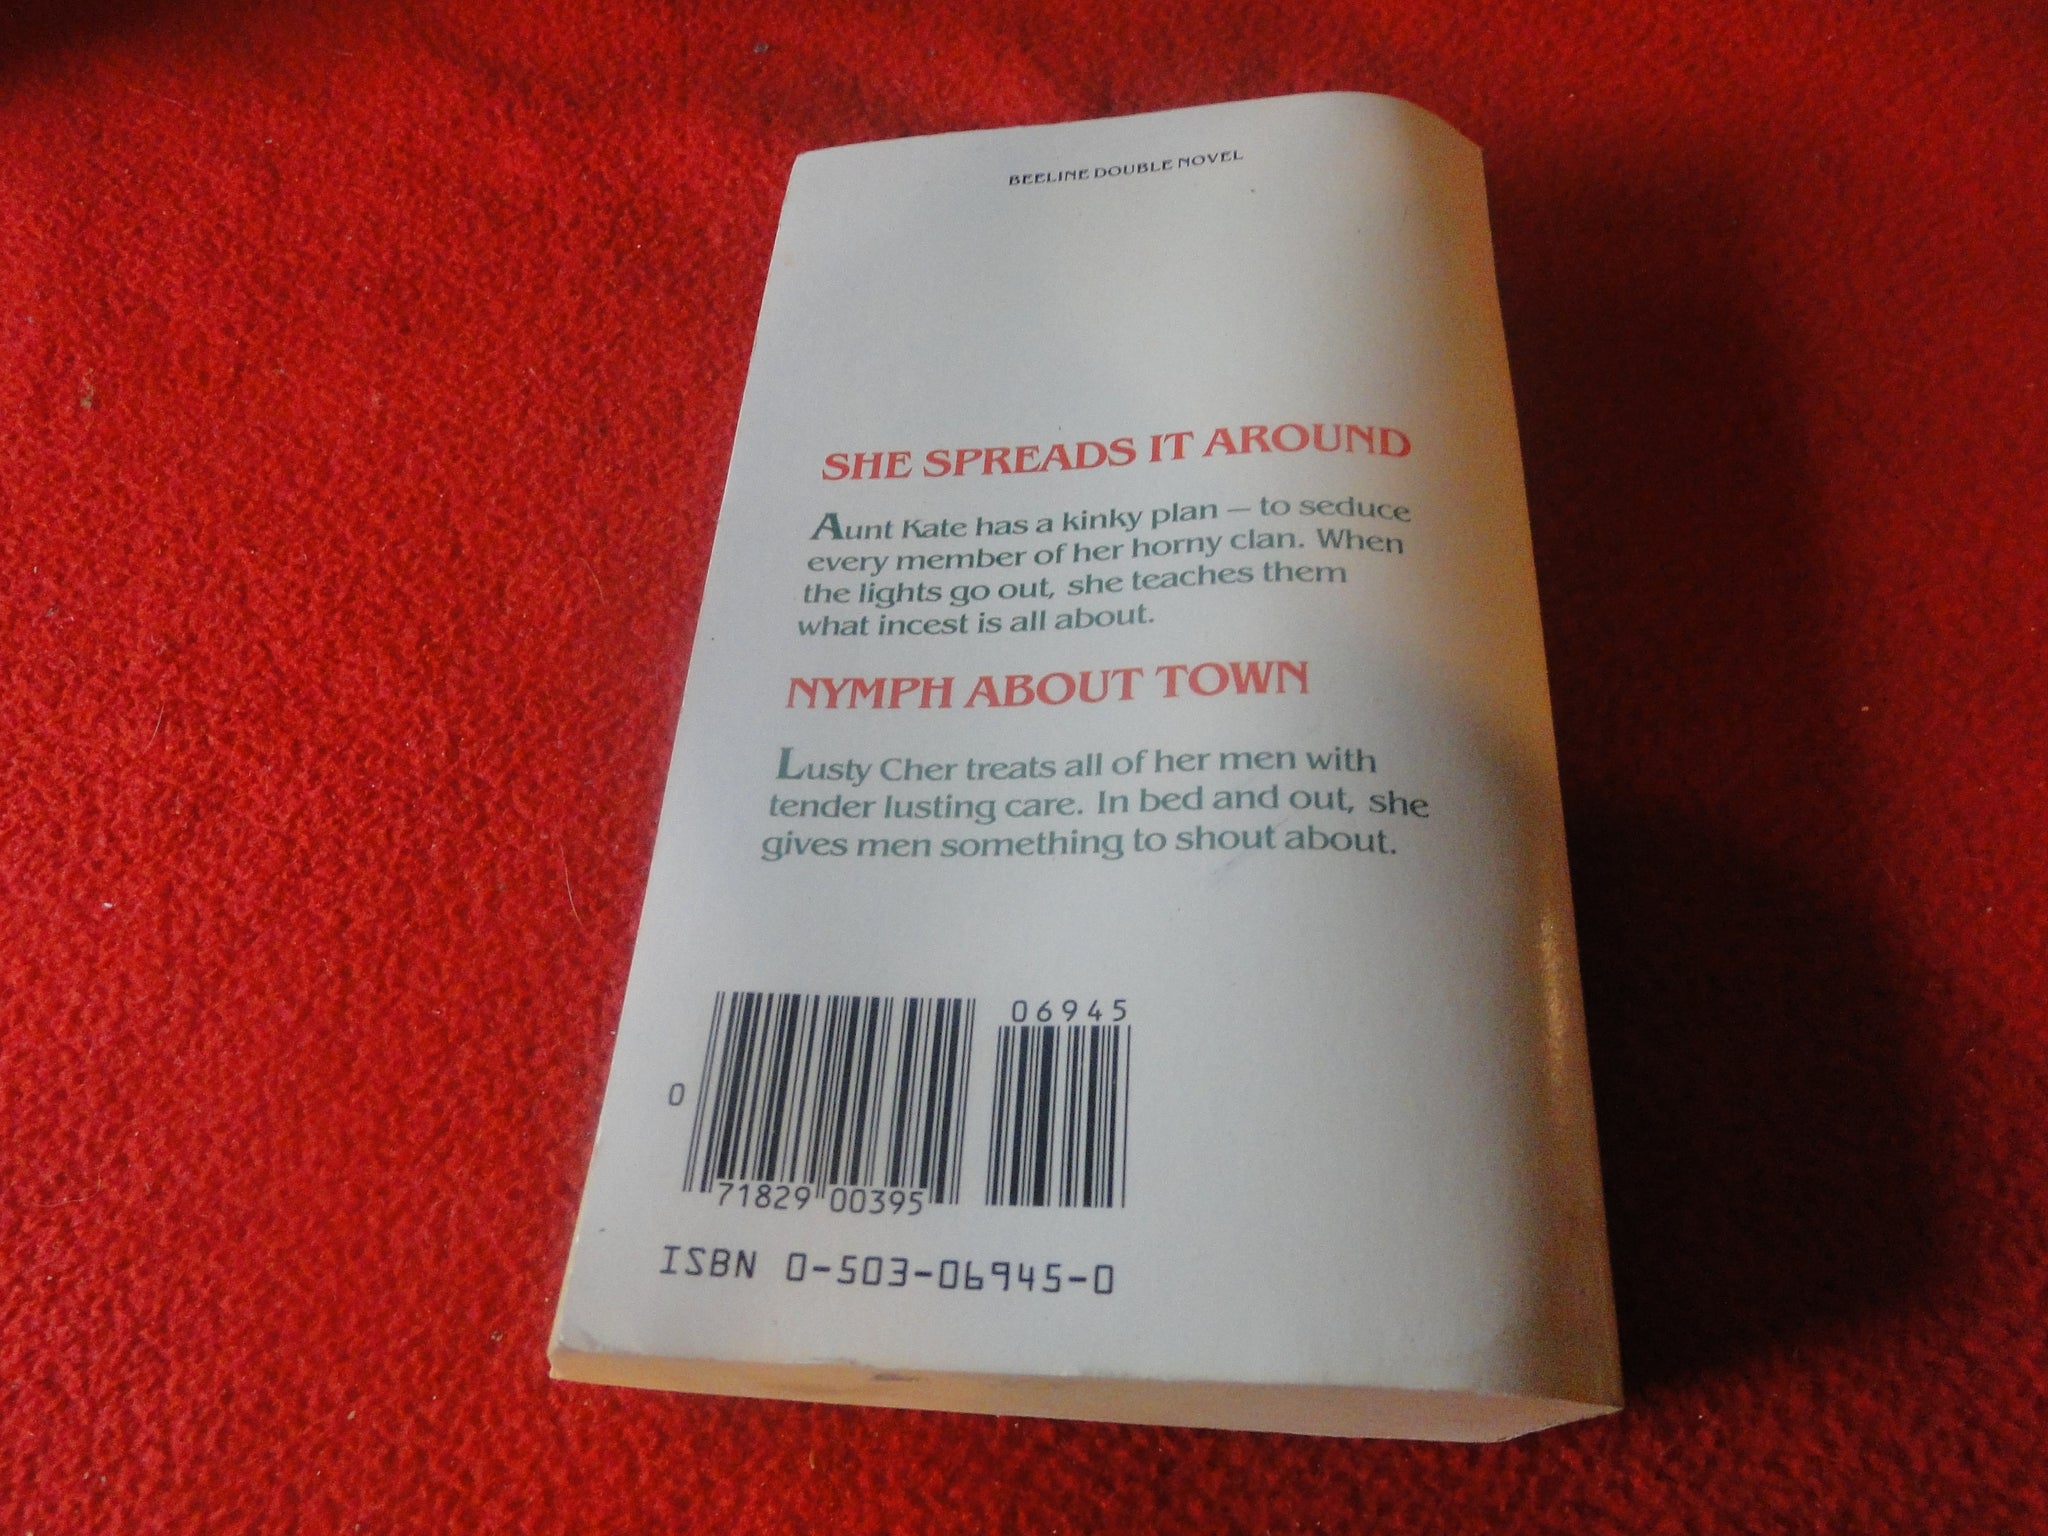 BEELINE DOUBLE NOVEL
SHE SPREADS IT AROUND
Aunt Kate has a kinky plan — to seduce
every member of her horny clan. When
the lights go out, she teaches them
what incest is all about.
NYMPH ABOUT TOWN
Lusty Cher treats all of her men with
tender lusting care. In bed and out, she
gives men something to shout about.
06945
0
71829 00395
ISBN 0-503-06945-0